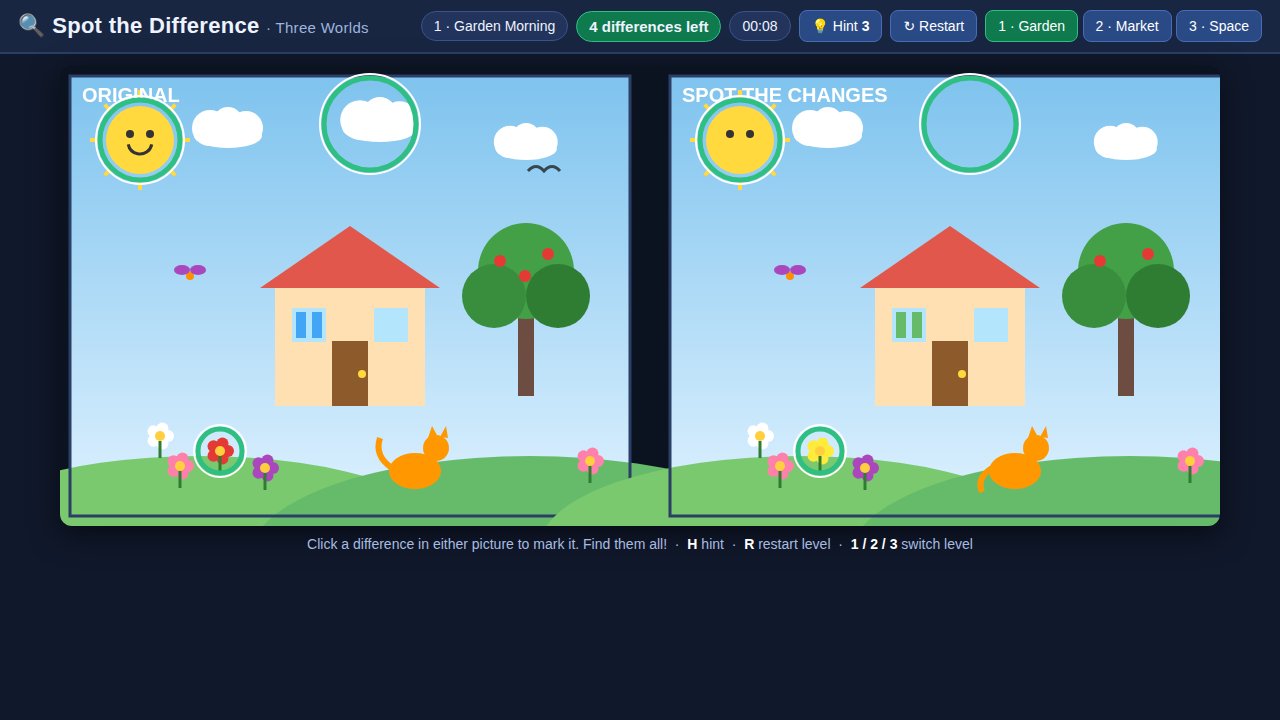 🔍 Spot the Difference · Three Worlds
1 · Garden Morning
4 differences left
00:08
💡 Hint 3
↻ Restart
1 · Garden
2 · Market
3 · Space
ORIGINAL
SPOT THE CHANGES
Click a difference in either picture to mark it. Find them all! · H hint · R restart level · 1 / 2 / 3 switch level